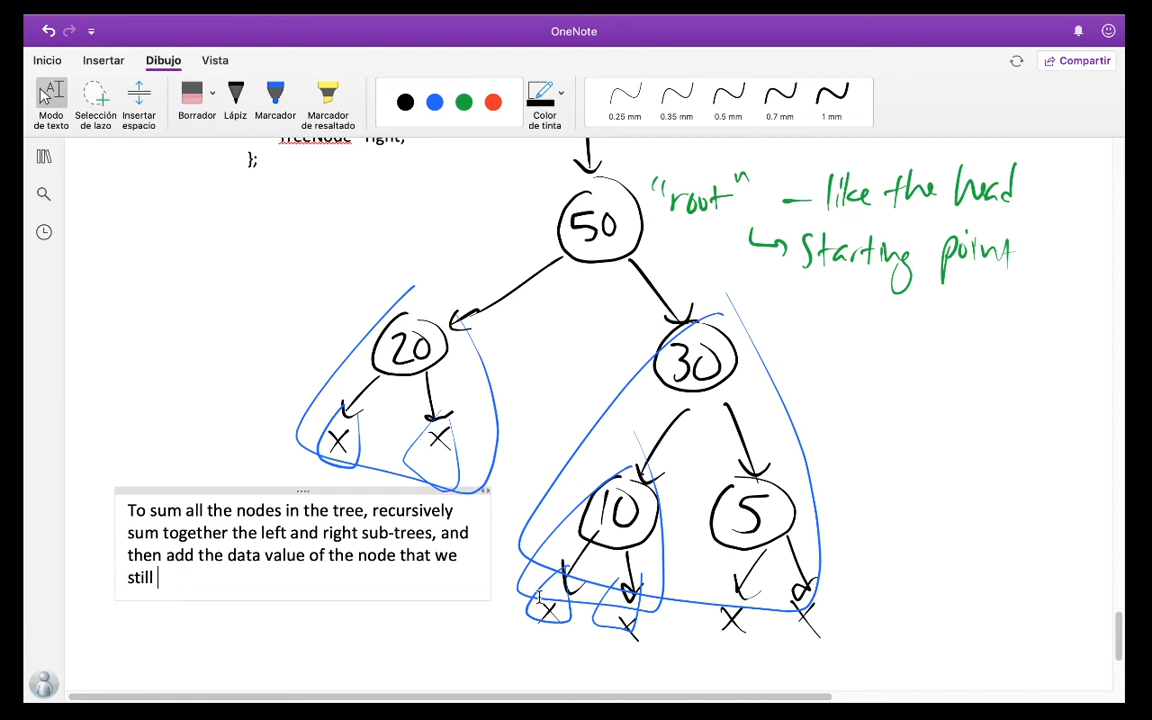 OneNote
Inicio Insertar Dibujo Vista
Compartir
Modo de texto
Selección de lazo
Insertar espacio
Borrador
Lápiz
Marcador
Marcador de resaltado
Color de tinta
0.25 mm 0.35 mm 0.5 mm 0.7 mm 1 mm
TreeNode* right;
};
"root" – like the head
↳ Starting point
50
20 30
X X
10 5
X X X X
To sum all the nodes in the tree, recursively
sum together the left and right sub-trees, and
then add the data value of the node that we
still